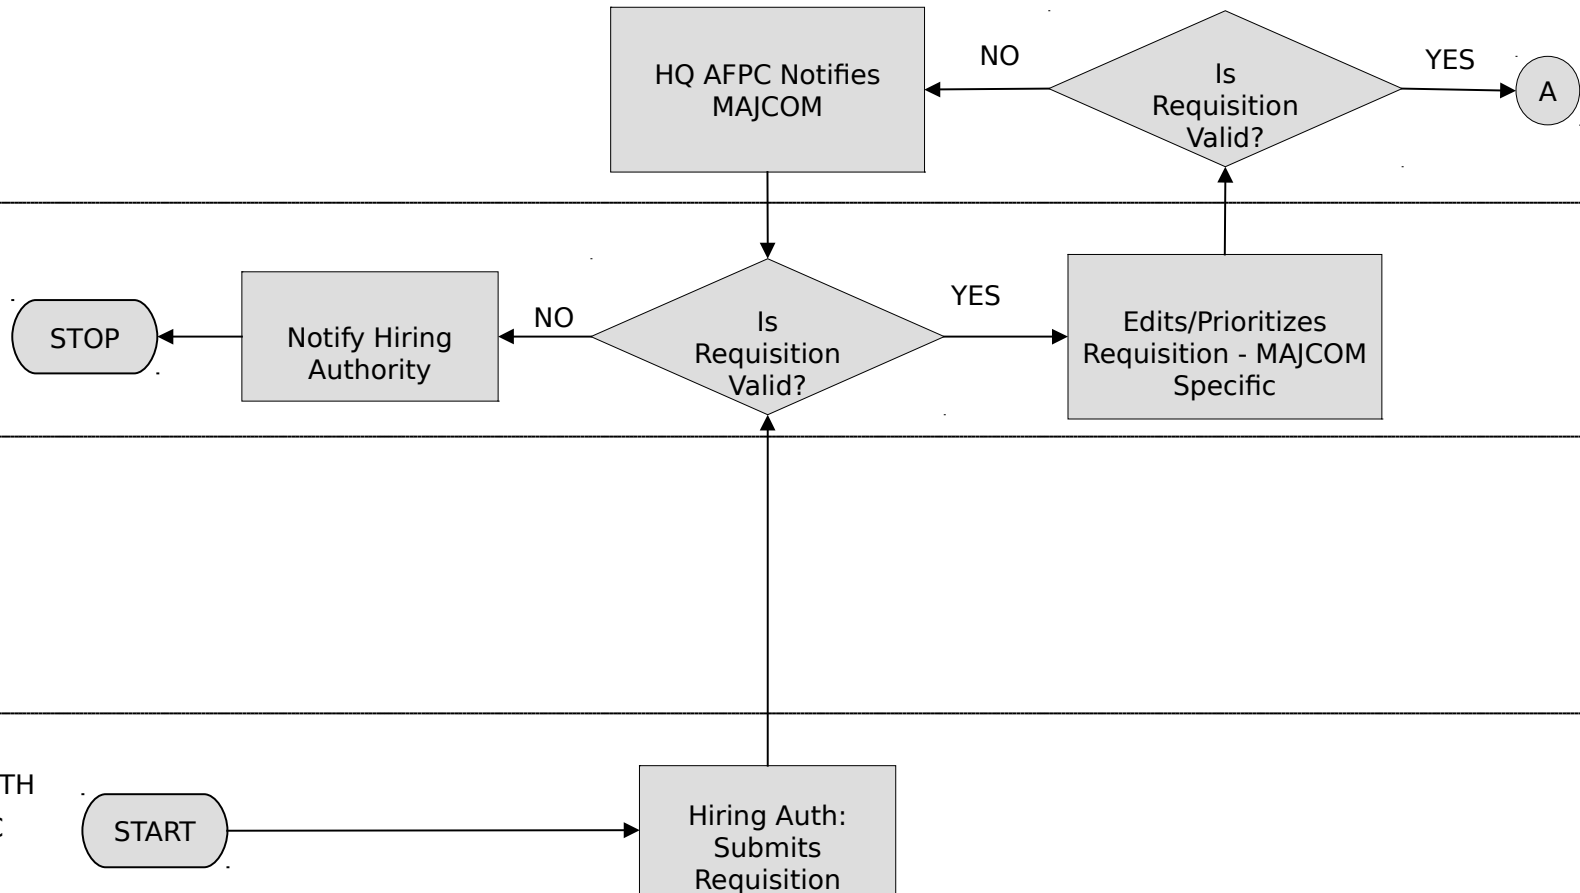 HQ AFPC Notifies
MAJCOM
NO
Is
Requisition
Valid?
YES
A
STOP
Notify Hiring
Authority
NO
Is
Requisition
Valid?
YES
Edits/Prioritizes
Requisition - MAJCOM
Specific
TH
START
Hiring Auth:
Submits
Requisition